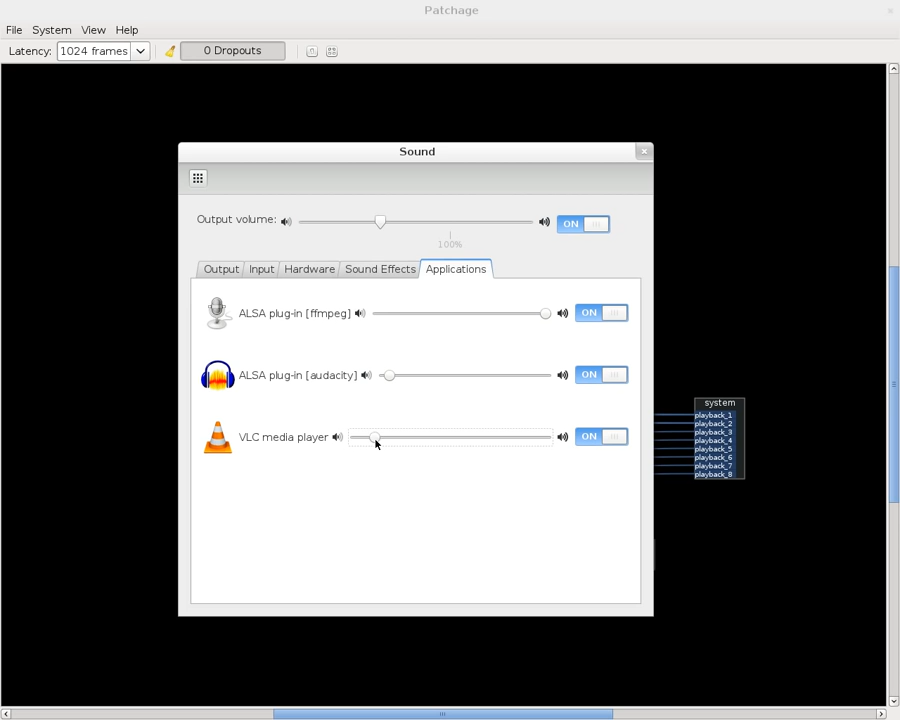 Patchage
File System View Help
Latency: 1024 frames 0 Dropouts
Sound
Output volume: ON
100%
Output Input Hardware Sound Effects Applications
ALSA plug-in [ffmpeg] ON
ALSA plug-in [audacity] ON
VLC media player ON
system
playback_1
playback_2
playback_3
playback_4
playback_5
playback_6
playback_7
playback_8